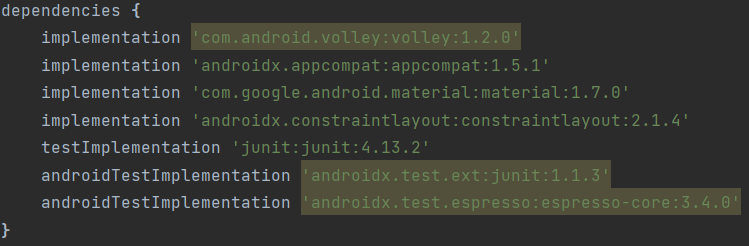 dependencies {
    implementation 'com.android.volley:volley:1.2.0'
    implementation 'androidx.appcompat:appcompat:1.5.1'
    implementation 'com.google.android.material:material:1.7.0'
    implementation 'androidx.constraintlayout:constraintlayout:2.1.4'
    testImplementation 'junit:junit:4.13.2'
    androidTestImplementation 'androidx.test.ext:junit:1.1.3'
    androidTestImplementation 'androidx.test.espresso:espresso-core:3.4.0'
}